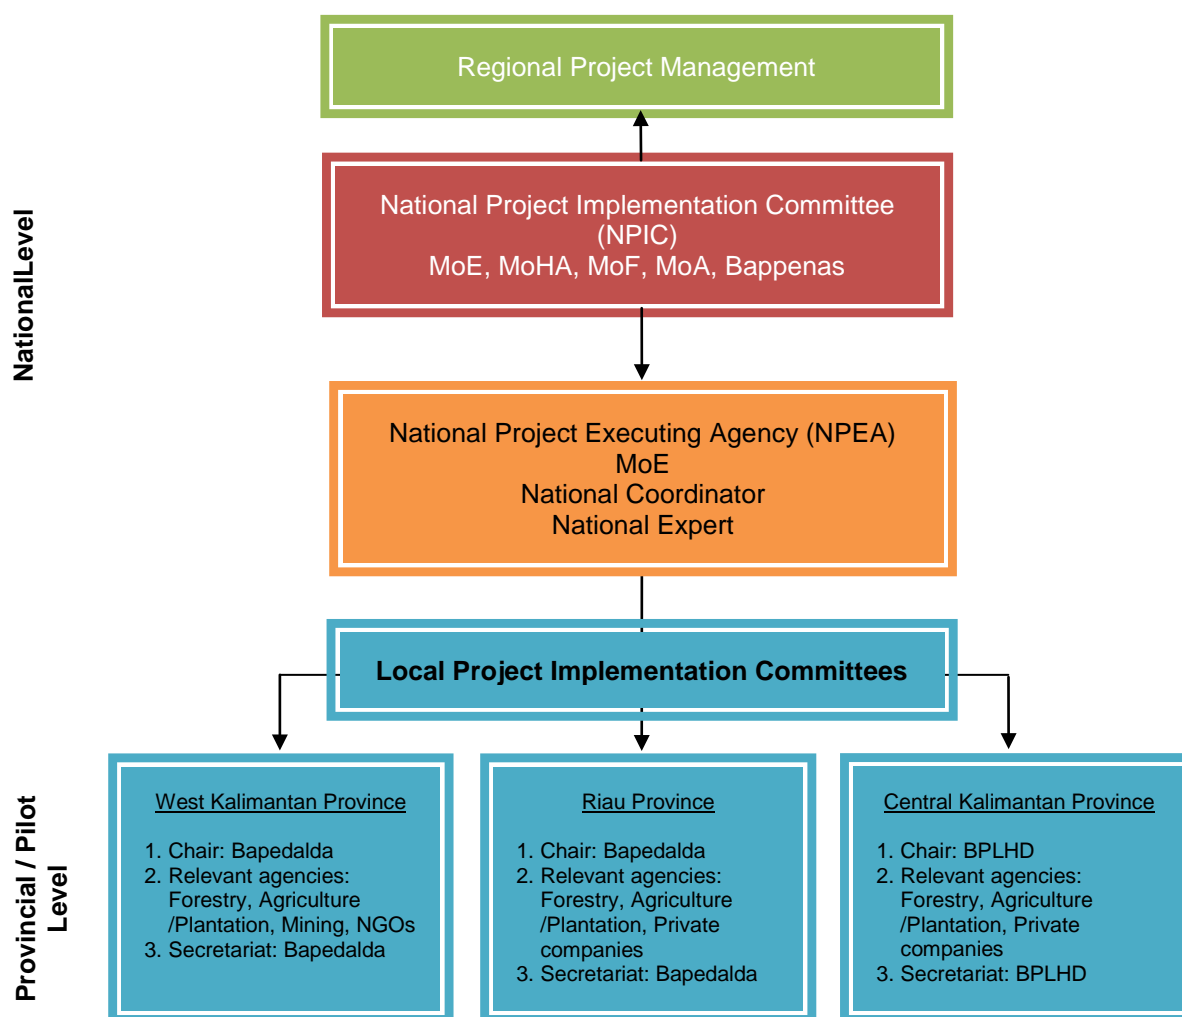 Regional Project Management
NationalLevel
National Project Implementation Committee
(NPIC)
MoE, MoHA, MoF, MoA, Bappenas
National Project Executing Agency (NPEA)
MoE
National Coordinator
National Expert
Local Project Implementation Committees
Provincial / Pilot
Level
West Kalimantan Province
1. Chair: Bapedalda
2. Relevant agencies:
Forestry, Agriculture
/Plantation, Mining, NGOs
3. Secretariat: Bapedalda
Riau Province
1. Chair: Bapedalda
2. Relevant agencies:
Forestry, Agriculture
/Plantation, Private
companies
3. Secretariat: Bapedalda
Central Kalimantan Province
1. Chair: BPLHD
2. Relevant agencies:
Forestry, Agriculture
/Plantation, Private
companies
3. Secretariat: BPLHD